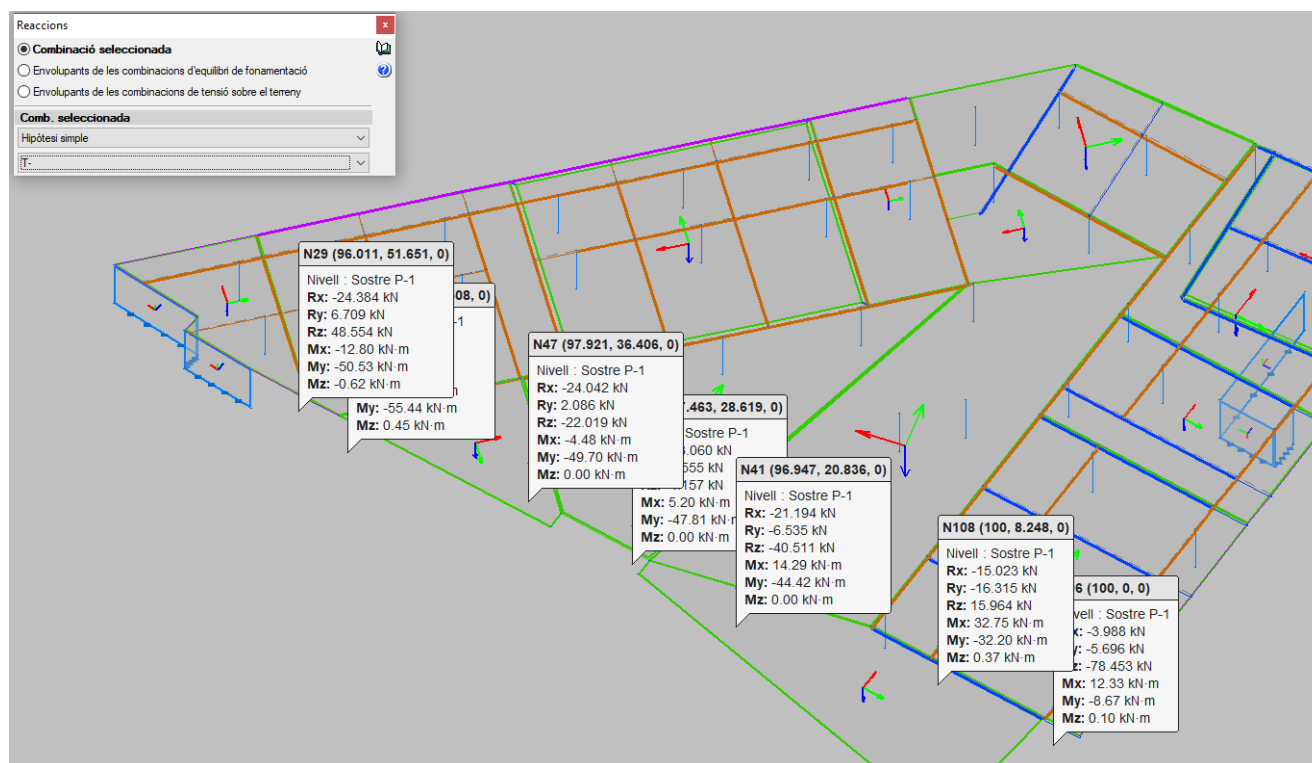 Reaccions
x
Combinació seleccionada
Envolupants de les combinacions d'equilibri de fonamentació
Envolupants de les combinacions de tensió sobre el terreny
Comb. seleccionada
Hipòtesi simple
T-
N29 (96.011, 51.651, 0)
Nivell : Sostre P-1
Rx: -24.384 kN
Ry: 6.709 kN
Rz: 48.554 kN
Mx: -12.80 kN·m
My: -50.53 kN·m
Mz: -0.62 kN·m
08, 0)
P-1
My: -55.44 kN·m
Mz: 0.45 kN·m
N47 (97.921, 36.406, 0)
Nivell : Sostre P-1
Rx: -24.042 kN
Ry: 2.086 kN
Rz: -22.019 kN
Mx: -4.48 kN·m
My: -49.70 kN·m
Mz: 0.00 kN·m
.463, 28.619, 0)
Sostre P-1
.060 kN
555 kN
157 kN
Mx: 5.20 kN·m
My: -47.81 kN·m
Mz: 0.00 kN·m
N41 (96.947, 20.836, 0)
Nivell : Sostre P-1
Rx: -21.194 kN
Ry: -6.535 kN
Rz: -40.511 kN
Mx: 14.29 kN·m
My: -44.42 kN·m
Mz: 0.00 kN·m
N108 (100, 8.248, 0)
Nivell : Sostre P-1
Rx: -15.023 kN
Ry: -16.315 kN
Rz: 15.964 kN
Mx: 32.75 kN·m
My: -32.20 kN·m
Mz: 0.37 kN·m
6 (100, 0, 0)
vell : Sostre P-1
x: -3.988 kN
y: -5.696 kN
z: -78.453 kN
Mx: 12.33 kN·m
My: -8.67 kN·m
Mz: 0.10 kN·m